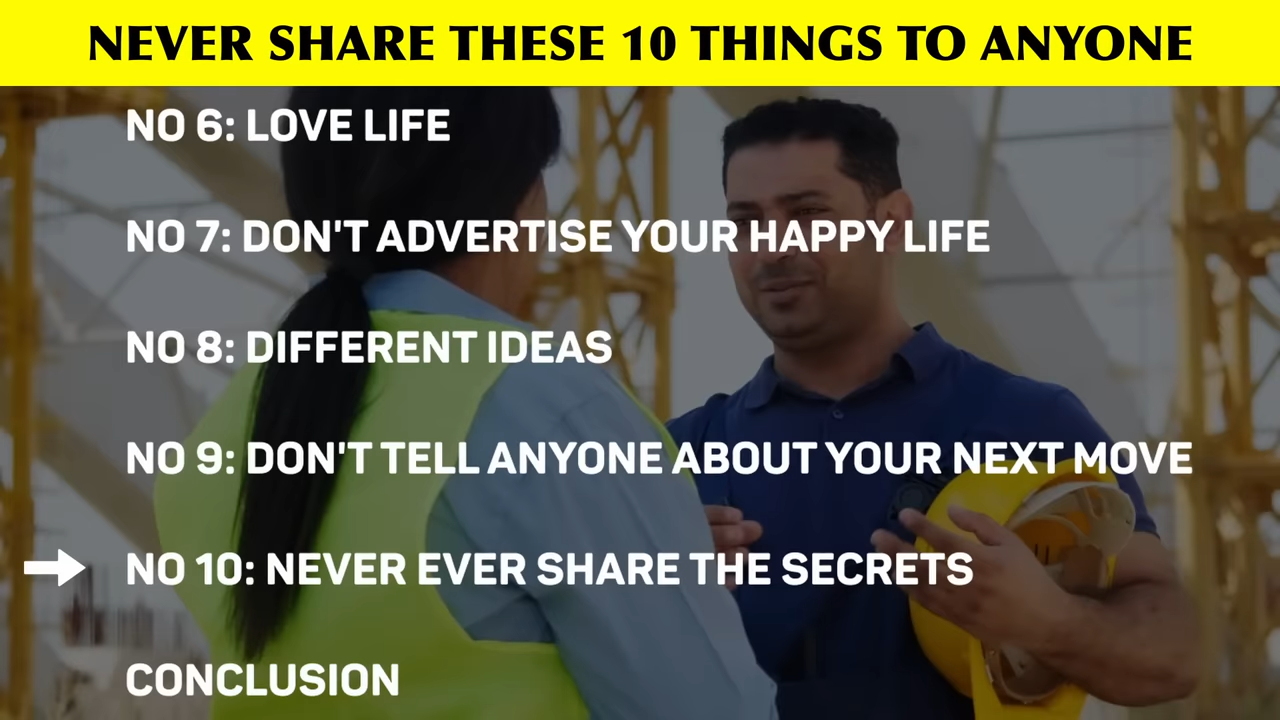 NEVER SHARE THESE 10 THINGS TO ANYONE
NO 6: LOVE LIFE
NO 7: DON'T ADVERTISE YOUR HAPPY LIFE
NO 8: DIFFERENT IDEAS
NO 9: DON'T TELL ANYONE ABOUT YOUR NEXT MOVE
NO 10: NEVER EVER SHARE THE SECRETS
CONCLUSION